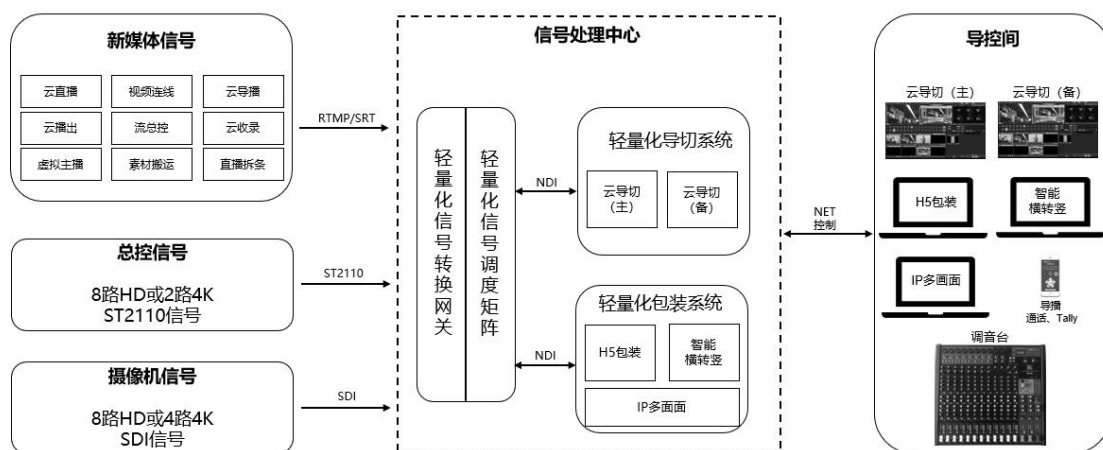 新媒体信号
云直播
视频连线
云导播
云播出
流总控
云收录
虚拟主播
素材搬运
直播拆条
RTMP/SRT
总控信号
8路HD或2路4K
ST2110信号
ST2110
摄像机信号
8路HD或4路4K
SDI信号
SDI
信号处理中心
轻量化信号转换网关
轻量化信号调度矩阵
NDI
轻量化导切系统
云导切
(主)
云导切
(备)
NDI
轻量化包装系统
H5包装
智能
横转竖
IP多面面
NET
控制
导控间
云导切（主）
云导切（备）
H5包装
智能
横转竖
IP多画面
导播
通话、Tally
调音台